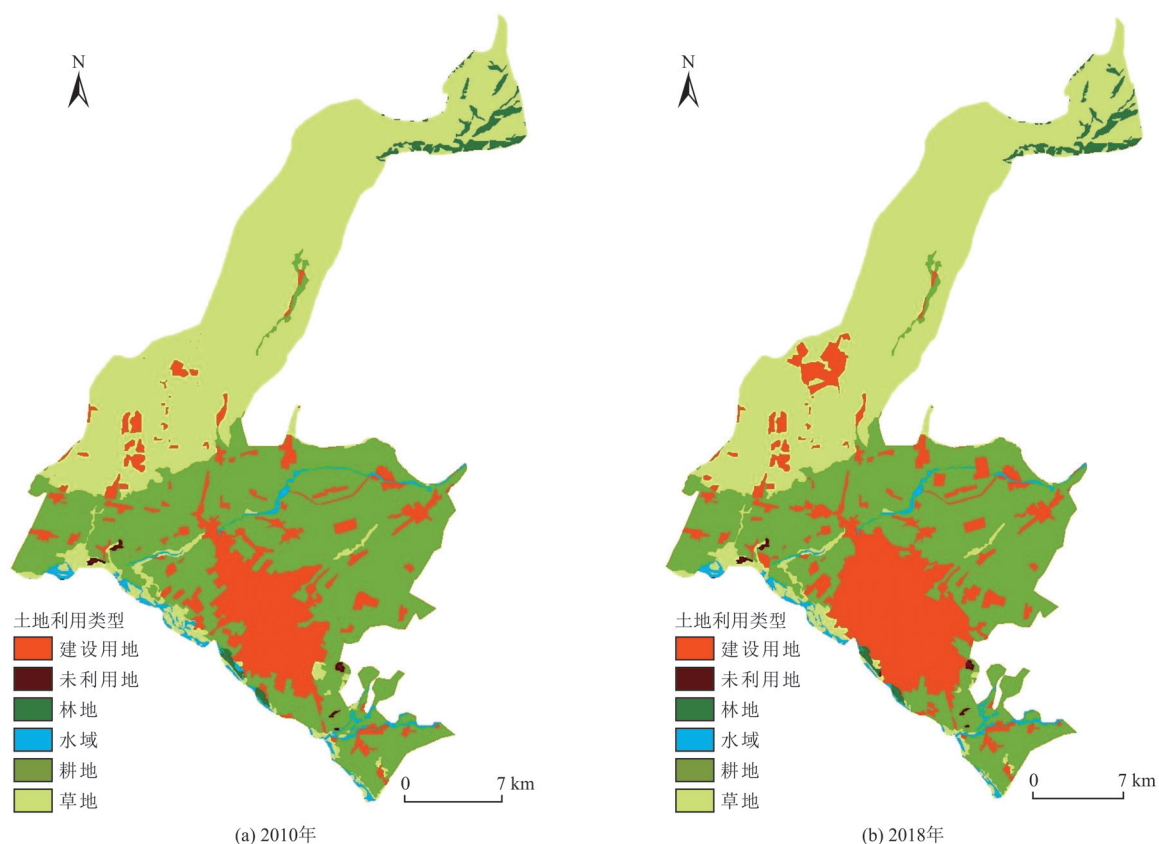 N
土地利用类型
建设用地
未利用地
林地
水域
耕地
草地
0 7 km
(a) 2010年
N
土地利用类型
建设用地
未利用地
林地
水域
耕地
草地
0 7 km
(b) 2018年